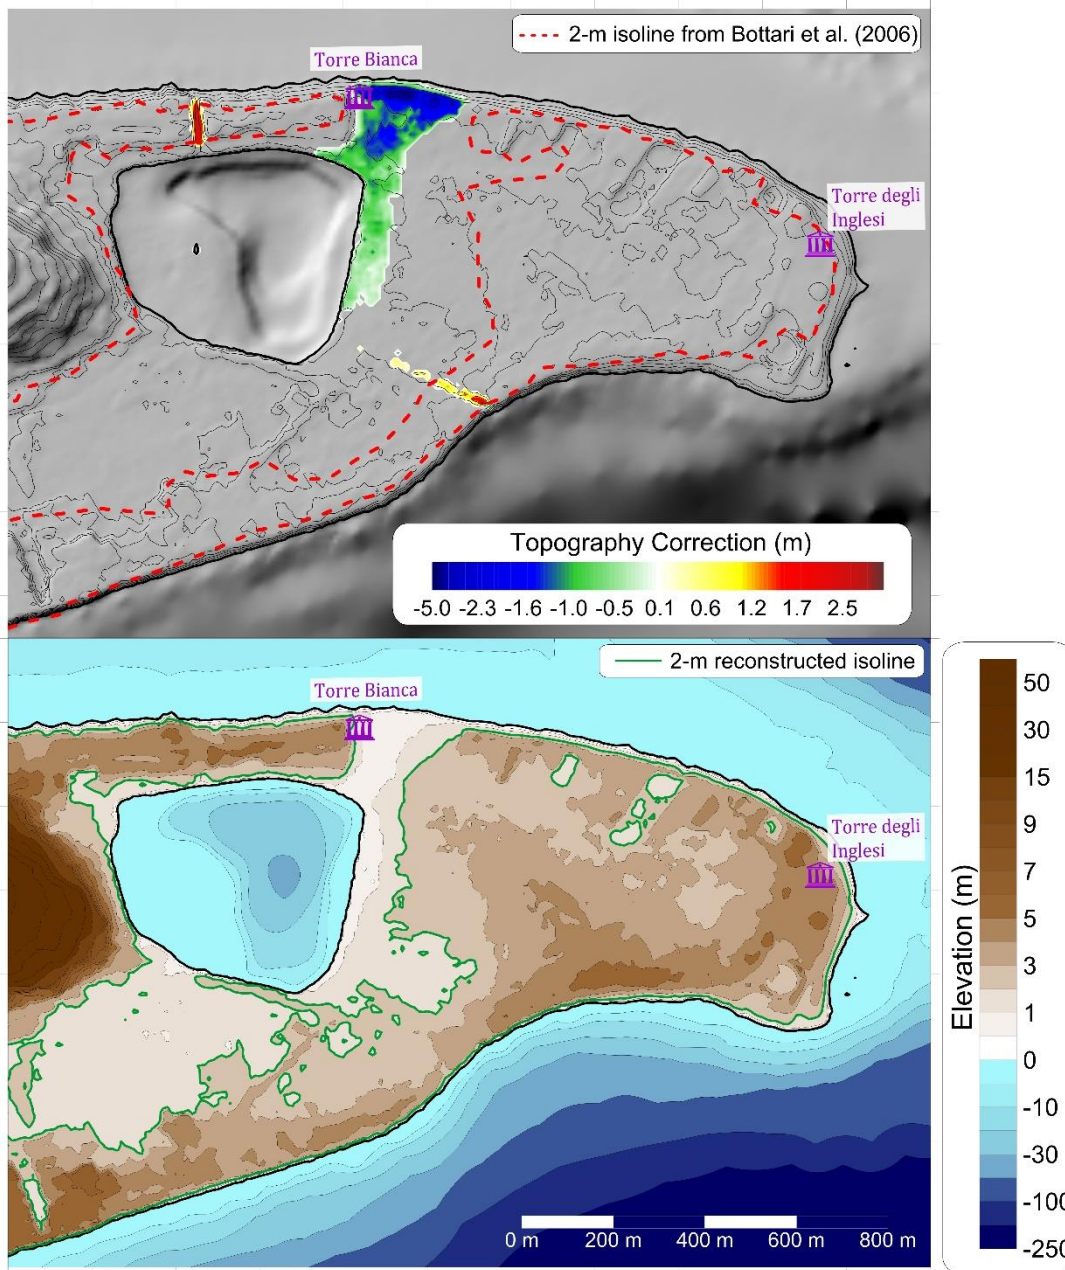 2-m isoline from Bottari et al. (2006)
Torre Bianca
Torre degli
Inglesi
Topography Correction (m)
-5.0 -2.3 -1.6 -1.0 -0.5 0.1 0.6 1.2 1.7 2.5
2-m reconstructed isoline
Torre Bianca
Torre degli
Inglesi
0 m 200 m 400 m 600 m 800 m
Elevation (m)
50
30
15
9
7
5
3
1
0
-10
-30
-100
-250